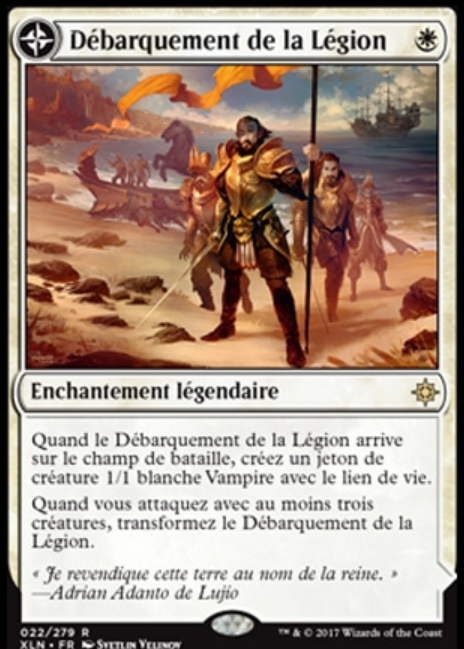 Débarquement de la Légion
Enchantement légendaire
Quand le Débarquement de la Légion arrive
sur le champ de bataille, créez un jeton de
créature 1/1 blanche Vampire avec le lien de vie.
Quand vous attaquez avec au moins trois
créatures, transformez le Débarquement de la
Légion.
« Je revendique cette terre au nom de la reine. »
—Adrian Adanto de Lujio
022/279 R
XLN • FR Svetlin Velinov
™ & © 2017 Wizards of the Coast